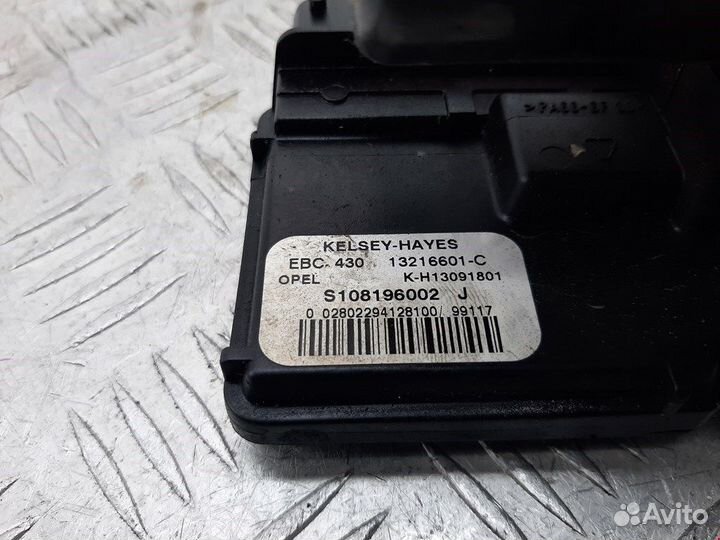 KELSEY-HAYES
EBC 430 13216601-C
OPEL K-H13091801
S108196002 J
0 02802294128100/ 99117
Avito